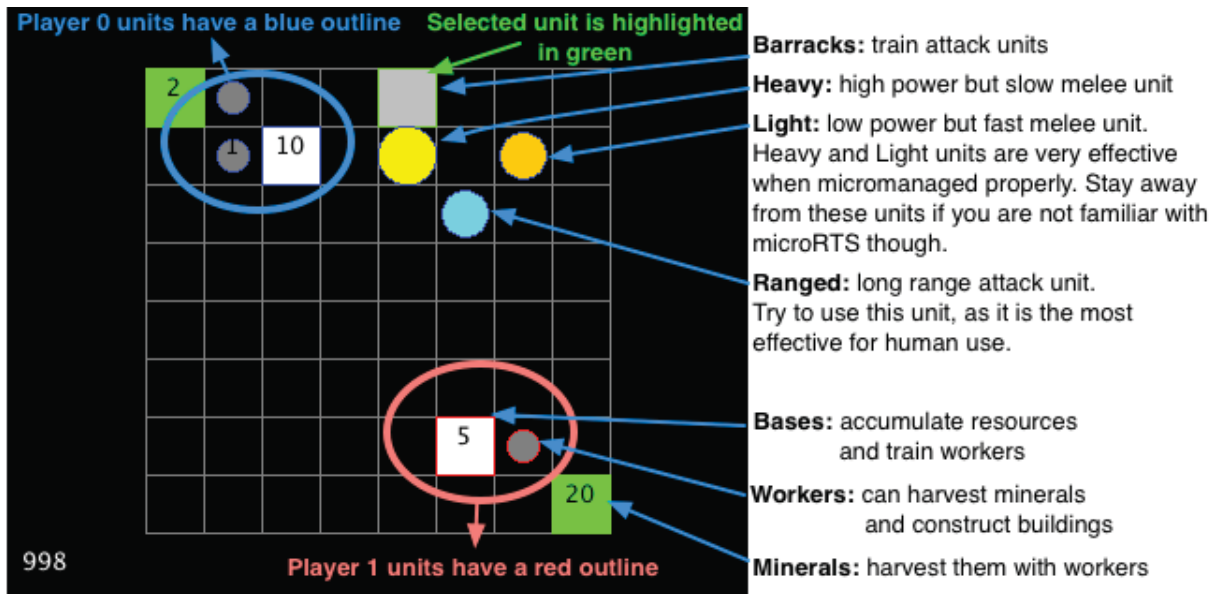 Player 0 units have a blue outline
Selected unit is highlighted
in green
2
1
10
5
20
998
Player 1 units have a red outline
Barracks: train attack units
Heavy: high power but slow melee unit
Light: low power but fast melee unit.
Heavy and Light units are very effective
when micromanaged properly. Stay away
from these units if you are not familiar with
microRTS though.
Ranged: long range attack unit.
Try to use this unit, as it is the most
effective for human use.
Bases: accumulate resources
and train workers
Workers: can harvest minerals
and construct buildings
Minerals: harvest them with workers